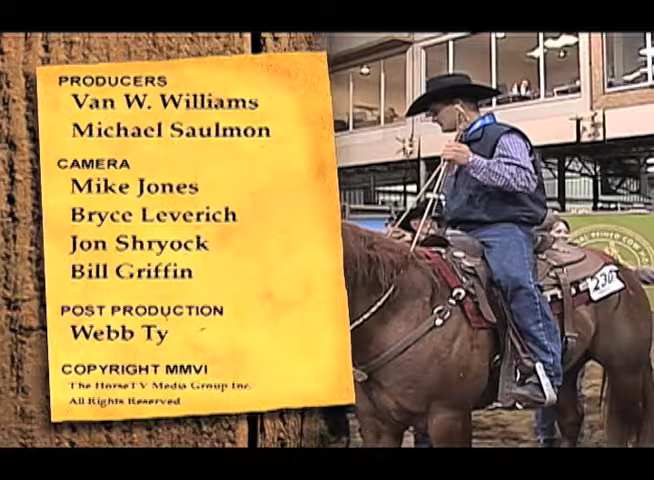 PRODUCERS
Van W. Williams
Michael Saulmon
CAMERA
Mike Jones
Bryce Leverich
Jon Shryock
Bill Griffin
POST PRODUCTION
Webb Ty
COPYRIGHT MMVI
The HorseTV Media Group Inc.
All Rights Reserved
230